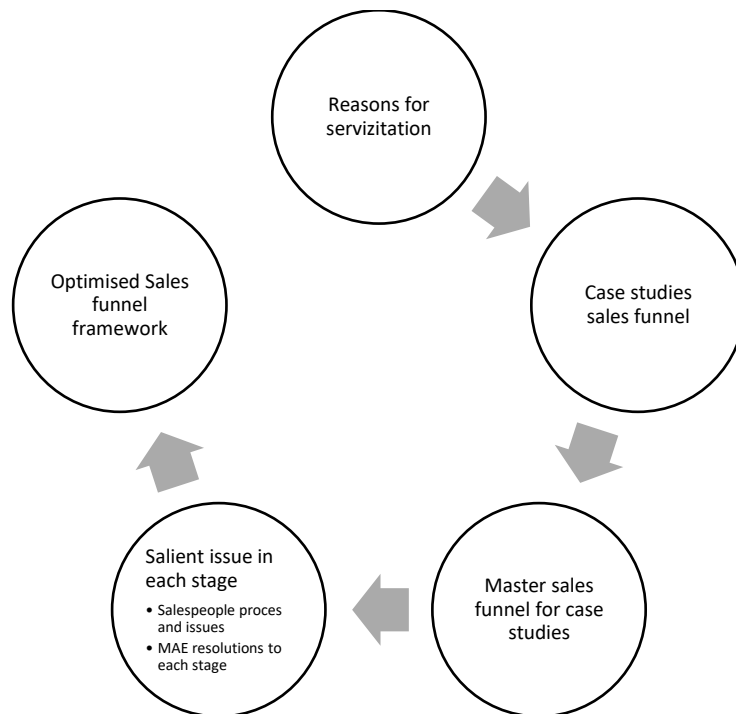 Reasons for
servizitation
Case studies
sales funnel
Master sales
funnel for case
studies
Salient issue in
each stage
• Salespeople proces
and issues
• MAE resolutions to
each stage
Optimised Sales
funnel
framework